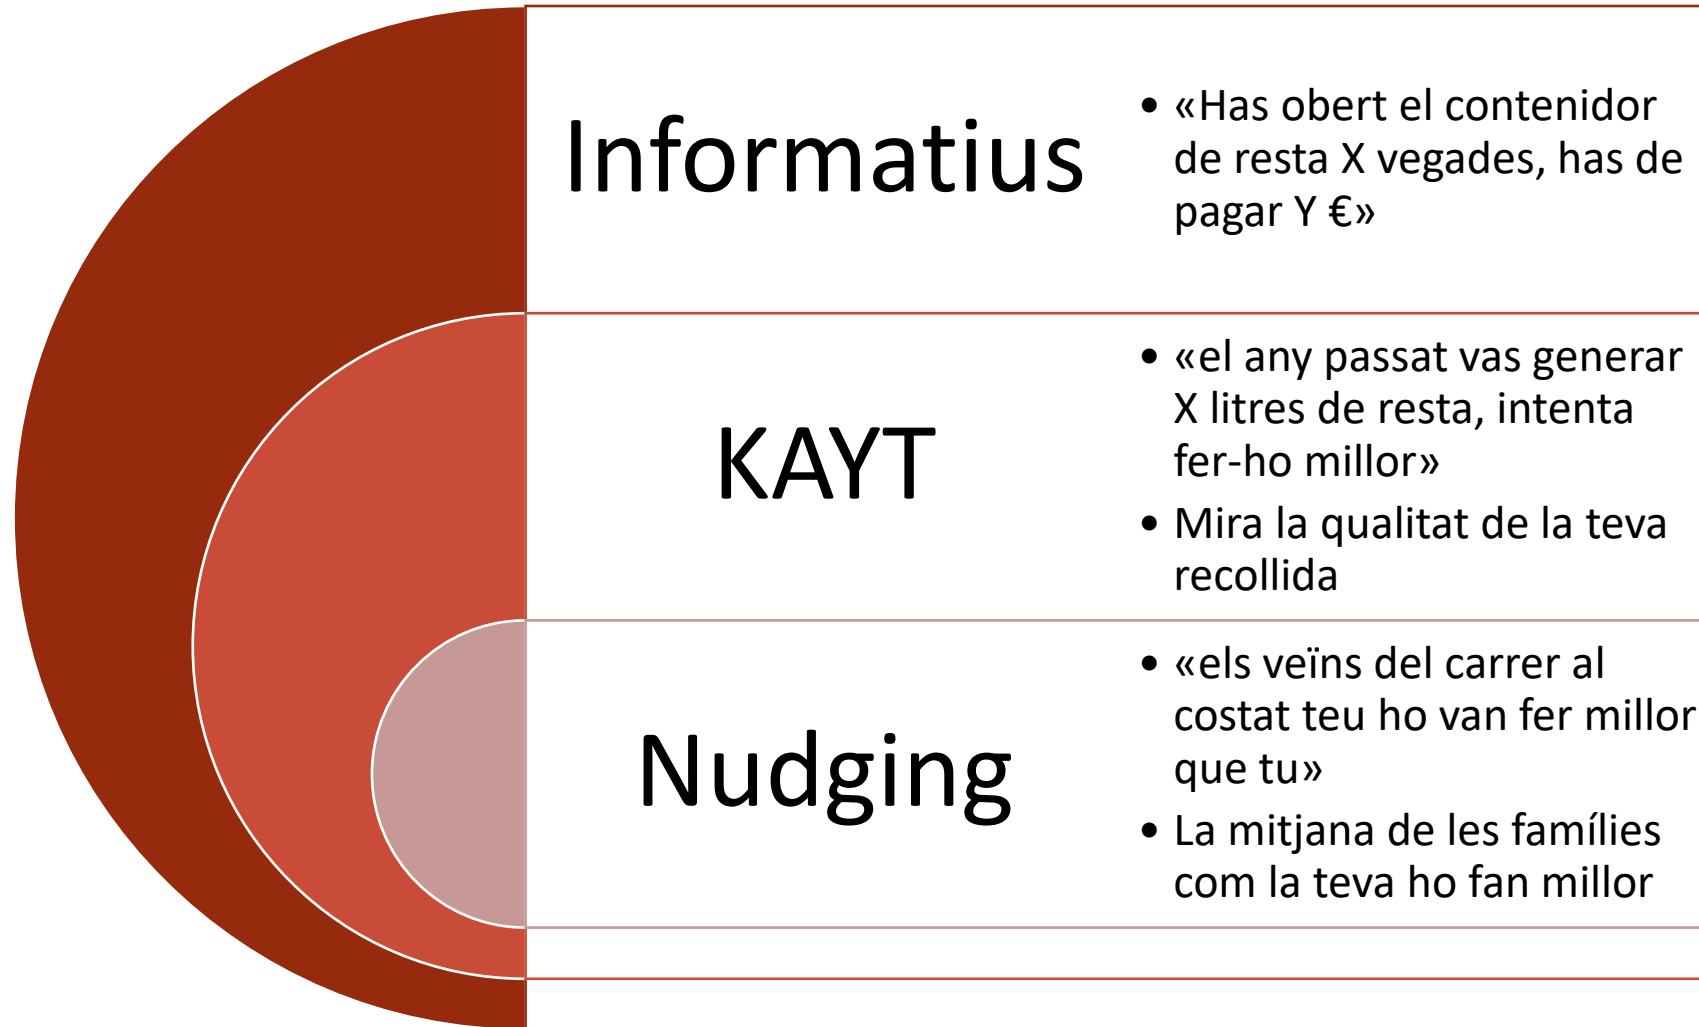 Informatius
• «Has obert el contenidor
de resta X vegades, has de
pagar Y €»
KAYT
• «el any passat vas generar
X litres de resta, intenta
fer-ho millor»
• Mira la qualitat de la teva
recollida
Nudging
• «els veïns del carrer al
costat teu ho van fer millor
que tu»
• La mitjana de les famílies
com la teva ho fan millor